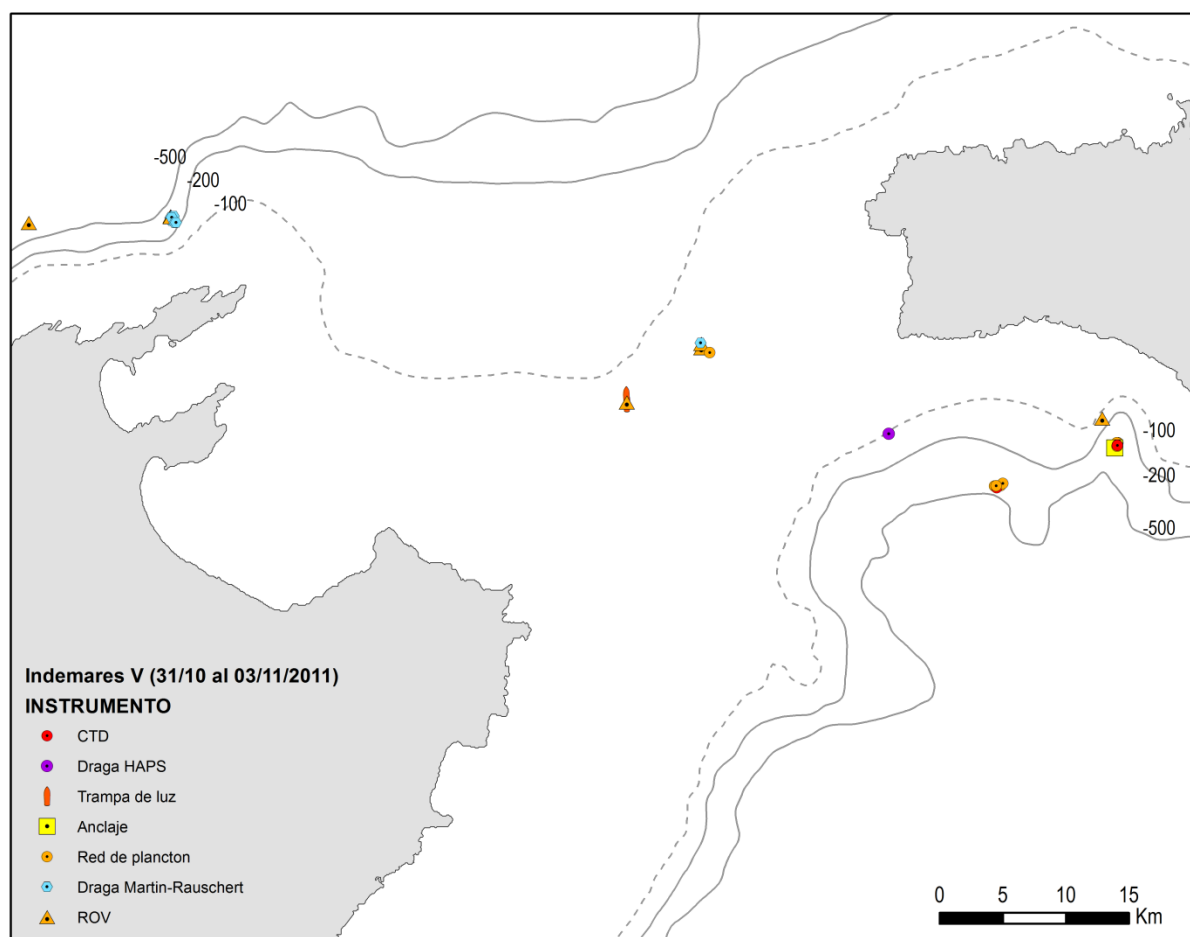 -500
-200
-100
-100
-200
-500
Indemares V (31/10 al 03/11/2011)
INSTRUMENTO
CTD
Draga HAPS
Trampa de luz
Anclaje
Red de plancton
Draga Martin-Rauschert
ROV
0 5 10 15
Km